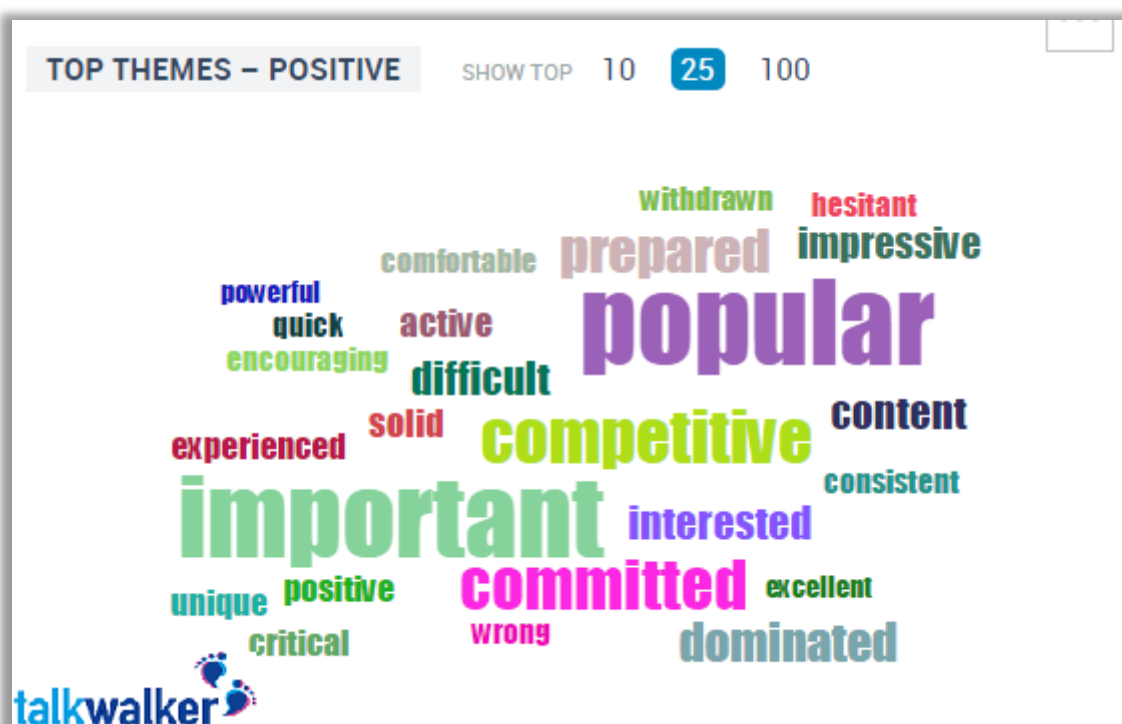 TOP THEMES – POSITIVE SHOW TOP 10 25 100
withdrawn hesitant
comfortable prepared impressive
powerful popular
quick active
encouraging difficult
solid competitive content
experienced
important consistent
interested
unique positive committed excellent
critical wrong dominated
talkwalker